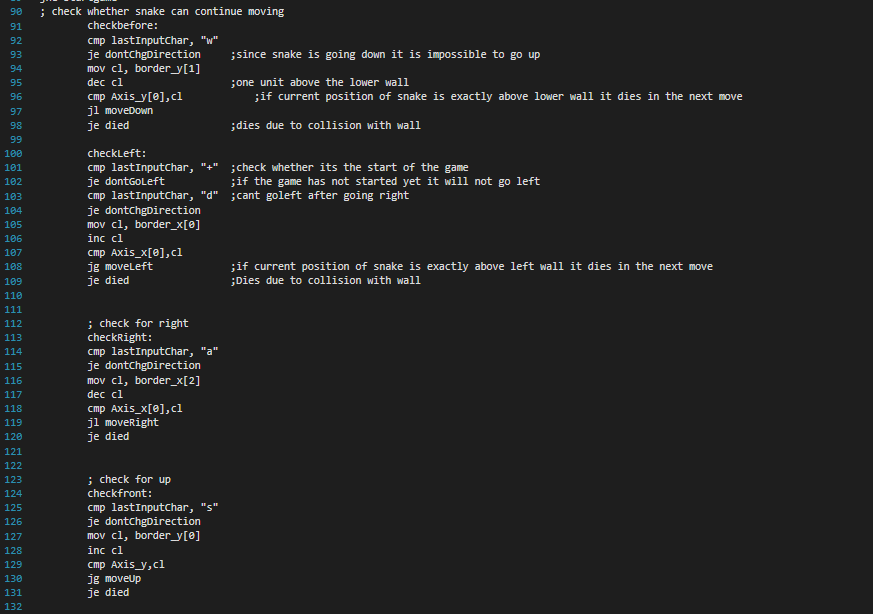 90 ; check whether snake can continue moving
91 checkbefore:
92 cmp lastInputChar, "w"
93 je dontChgDirection ;since snake is going down it is impossible to go up
94 mov cl, border_y[1]
95 dec cl ;one unit above the lower wall
96 cmp Axis_y[0],cl ;if current position of snake is exactly above lower wall it dies in the next move
97 jl moveDown
98 je died ;dies due to collision with wall
99
100 checkLeft:
101 cmp lastInputChar, "+" ;check whether its the start of the game
102 je dontGoLeft ;if the game has not started yet it will not go left
103 cmp lastInputChar, "d" ;cant goleft after going right
104 je dontChgDirection
105 mov cl, border_x[0]
106 inc cl
107 cmp Axis_x[0],cl
108 jg moveLeft ;if current position of snake is exactly above left wall it dies in the next move
109 je died ;Dies due to collision with wall
110
111
112 ; check for right
113 checkRight:
114 cmp lastInputChar, "a"
115 je dontChgDirection
116 mov cl, border_x[2]
117 dec cl
118 cmp Axis_x[0],cl
119 jl moveRight
120 je died
121
122
123 ; check for up
124 checkfront:
125 cmp lastInputChar, "s"
126 je dontChgDirection
127 mov cl, border_y[0]
128 inc cl
129 cmp Axis_y,cl
130 jg moveUp
131 je died
132